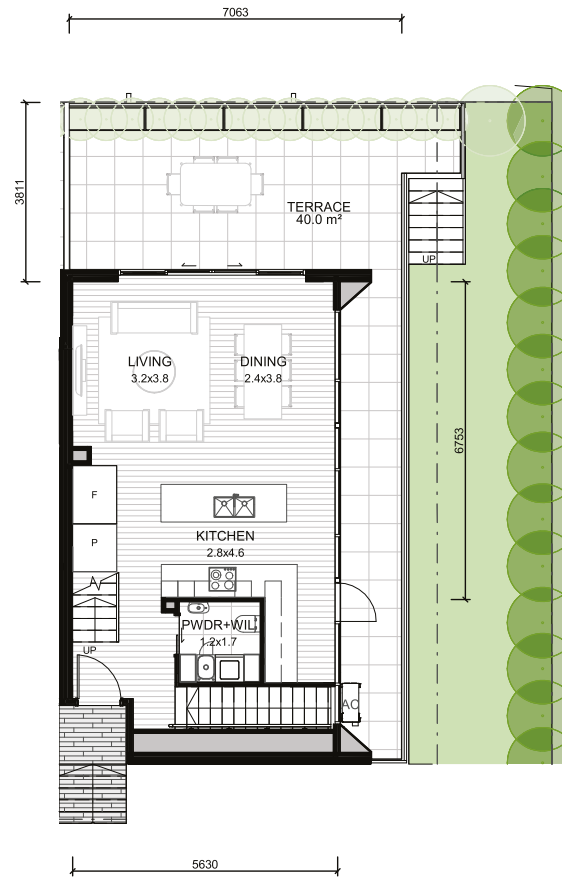 7063
3811
TERRACE
40.0 m²
UP
LIVING
3.2x3.8
DINING
2.4x3.8
6753
F
KITCHEN
2.8x4.6
P
PWDR+WIL
1.2x1.7
UP
AC
5630